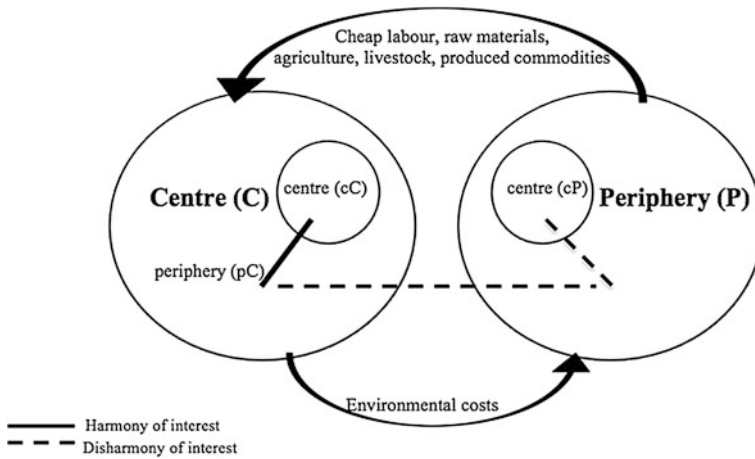 Cheap labour, raw materials,
agriculture, livestock, produced commodities
centre (cC)
centre (cP)
Centre (C)
Periphery (P)
periphery (pC)
Environmental costs
Harmony of interest
Disharmony of interest